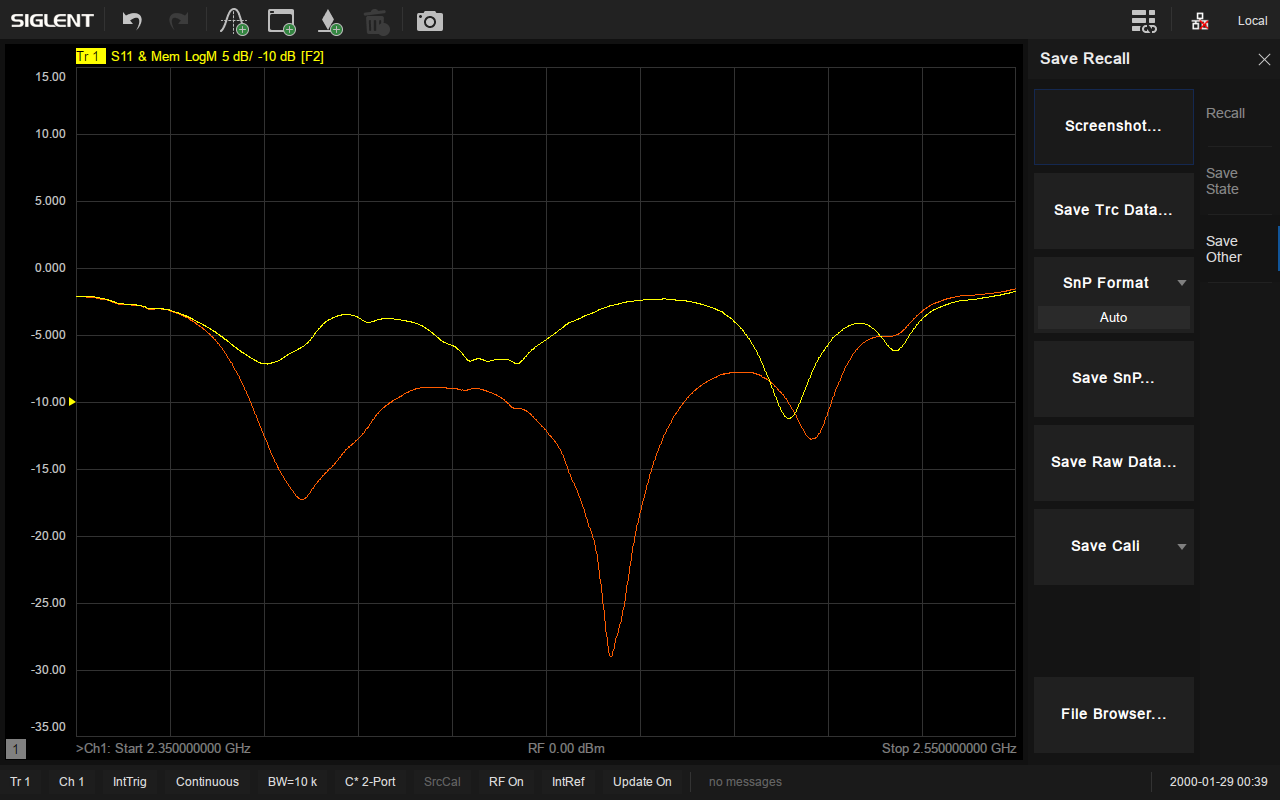 SIGLENT
Local
Tr 1 S11 & Mem LogM 5 dB/ -10 dB [F2]
15.00
10.00
5.000
0.000
-5.000
-10.00
-15.00
-20.00
-25.00
-30.00
-35.00
1
>Ch1: Start 2.350000000 GHz
RF 0.00 dBm
Stop 2.550000000 GHz
Save Recall
Screenshot...
Save Trc Data...
SnP Format
Auto
Save SnP...
Save Raw Data...
Save Cali
File Browser...
Recall
Save
State
Save
Other
Tr 1 Ch 1 IntTrig Continuous BW=10 k C* 2-Port SrcCal RF On IntRef Update On no messages 2000-01-29 00:39